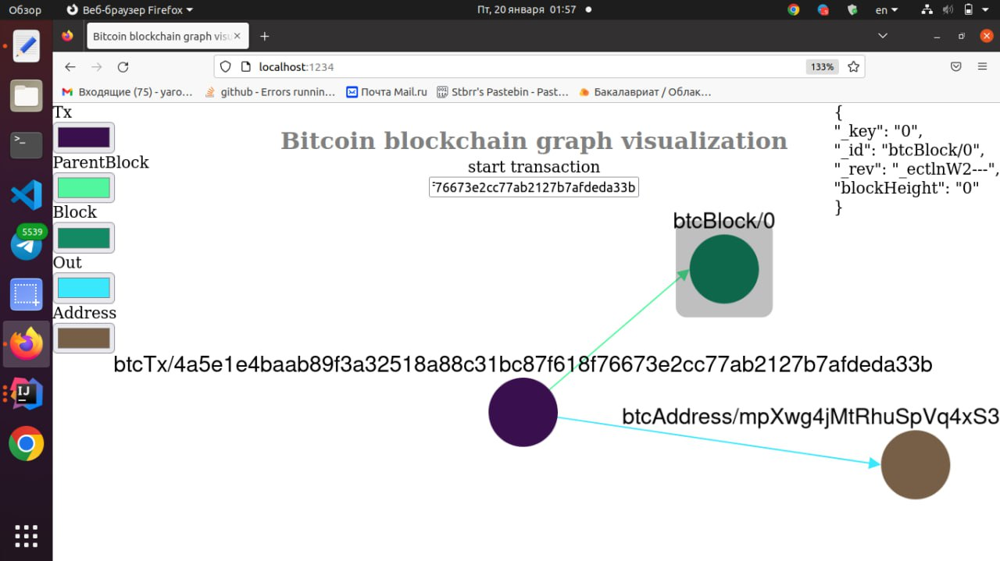 Обзор
Веб-браузер Firefox
Пт, 20 января 01:57
en
Bitcoin blockchain graph visu
localhost:1234
133%
Входящие (75) - yaro…
github - Errors runnin…
Почта Mail.ru
Stbrr's Pastebin - Past…
Бакалавриат / Облак…
5539
Tx
ParentBlock
Block
Out
Address
Bitcoin blockchain graph visualization
start transaction
76673e2cc77ab2127b7afdeda33b
{
"_key": "0",
"_id": "btcBlock/0",
"_rev": "_ectlnW2---",
"blockHeight": "0"
}
btcBlock/0
btcTx/4a5e1e4baab89f3a32518a88c31bc87f618f76673e2cc77ab2127b7afdeda33b
btcAddress/mpXwg4jMtRhuSpVq4xS3
IJ